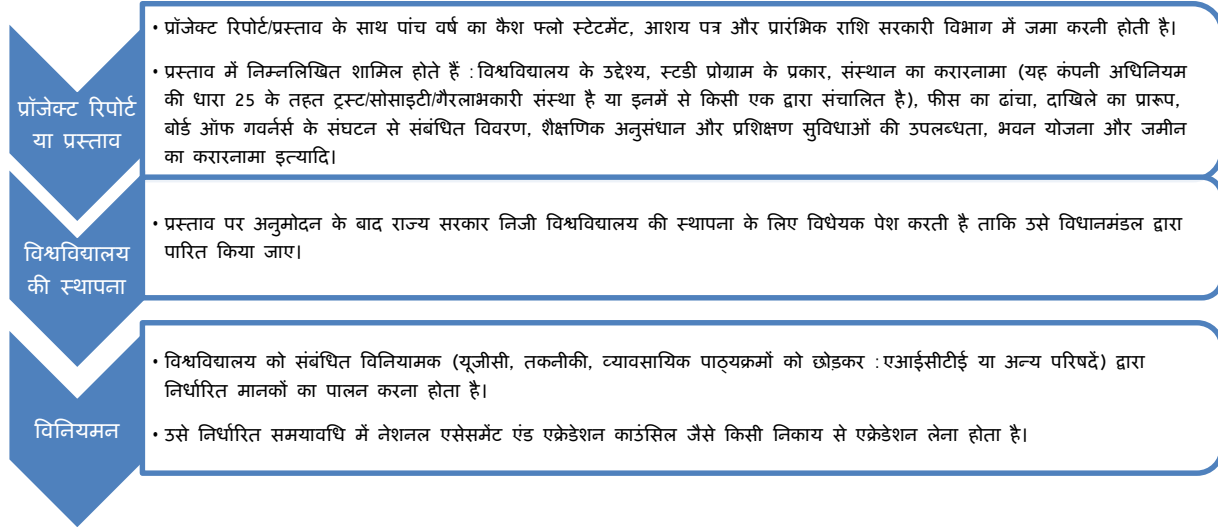 प्रॉजेक्ट रिपोर्ट
या प्रस्ताव
• प्रॉजेक्ट रिपोर्ट/प्रस्ताव के साथ पांच वर्ष का कैश फ्लो स्टेटमेंट, आशय पत्र और प्रारंभिक राशि सरकारी विभाग में जमा करनी होती है।
• प्रस्ताव में निम्नलिखित शामिल होते हैं : विश्वविद्यालय के उद्देश्य, स्टडी प्रोग्राम के प्रकार, संस्थान का करारनामा (यह कंपनी अधिनियम
की धारा 25 के तहत ट्रस्ट/सोसाइटी/गैरलाभकारी संस्था है या इनमें से किसी एक द्वारा संचालित है), फीस का ढांचा, दाखिले का प्रारूप,
बोर्ड ऑफ गवर्नर्स के संघटन से संबंधित विवरण, शैक्षणिक अनुसंधान और प्रशिक्षण सुविधाओं की उपलब्धता, भवन योजना और जमीन
का करारनामा इत्यादि।
विश्वविद्यालय
की स्थापना
• प्रस्ताव पर अनुमोदन के बाद राज्य सरकार निजी विश्वविद्यालय की स्थापना के लिए विधेयक पेश करती है ताकि उसे विधानमंडल द्वारा
पारित किया जाए।
विनियमन
• विश्वविद्यालय को संबंधित विनियामक (यूजीसी, तकनीकी, व्यावसायिक पाठ्यक्रमों को छोड़कर : एआईसीटीई या अन्य परिषदें) द्वारा
निर्धारित मानकों का पालन करना होता है।
• उसे निर्धारित समयावधि में नेशनल एसेसमेंट एंड एक्रेडेशन काउंसिल जैसे किसी निकाय से एक्रेडेशन लेना होता है।